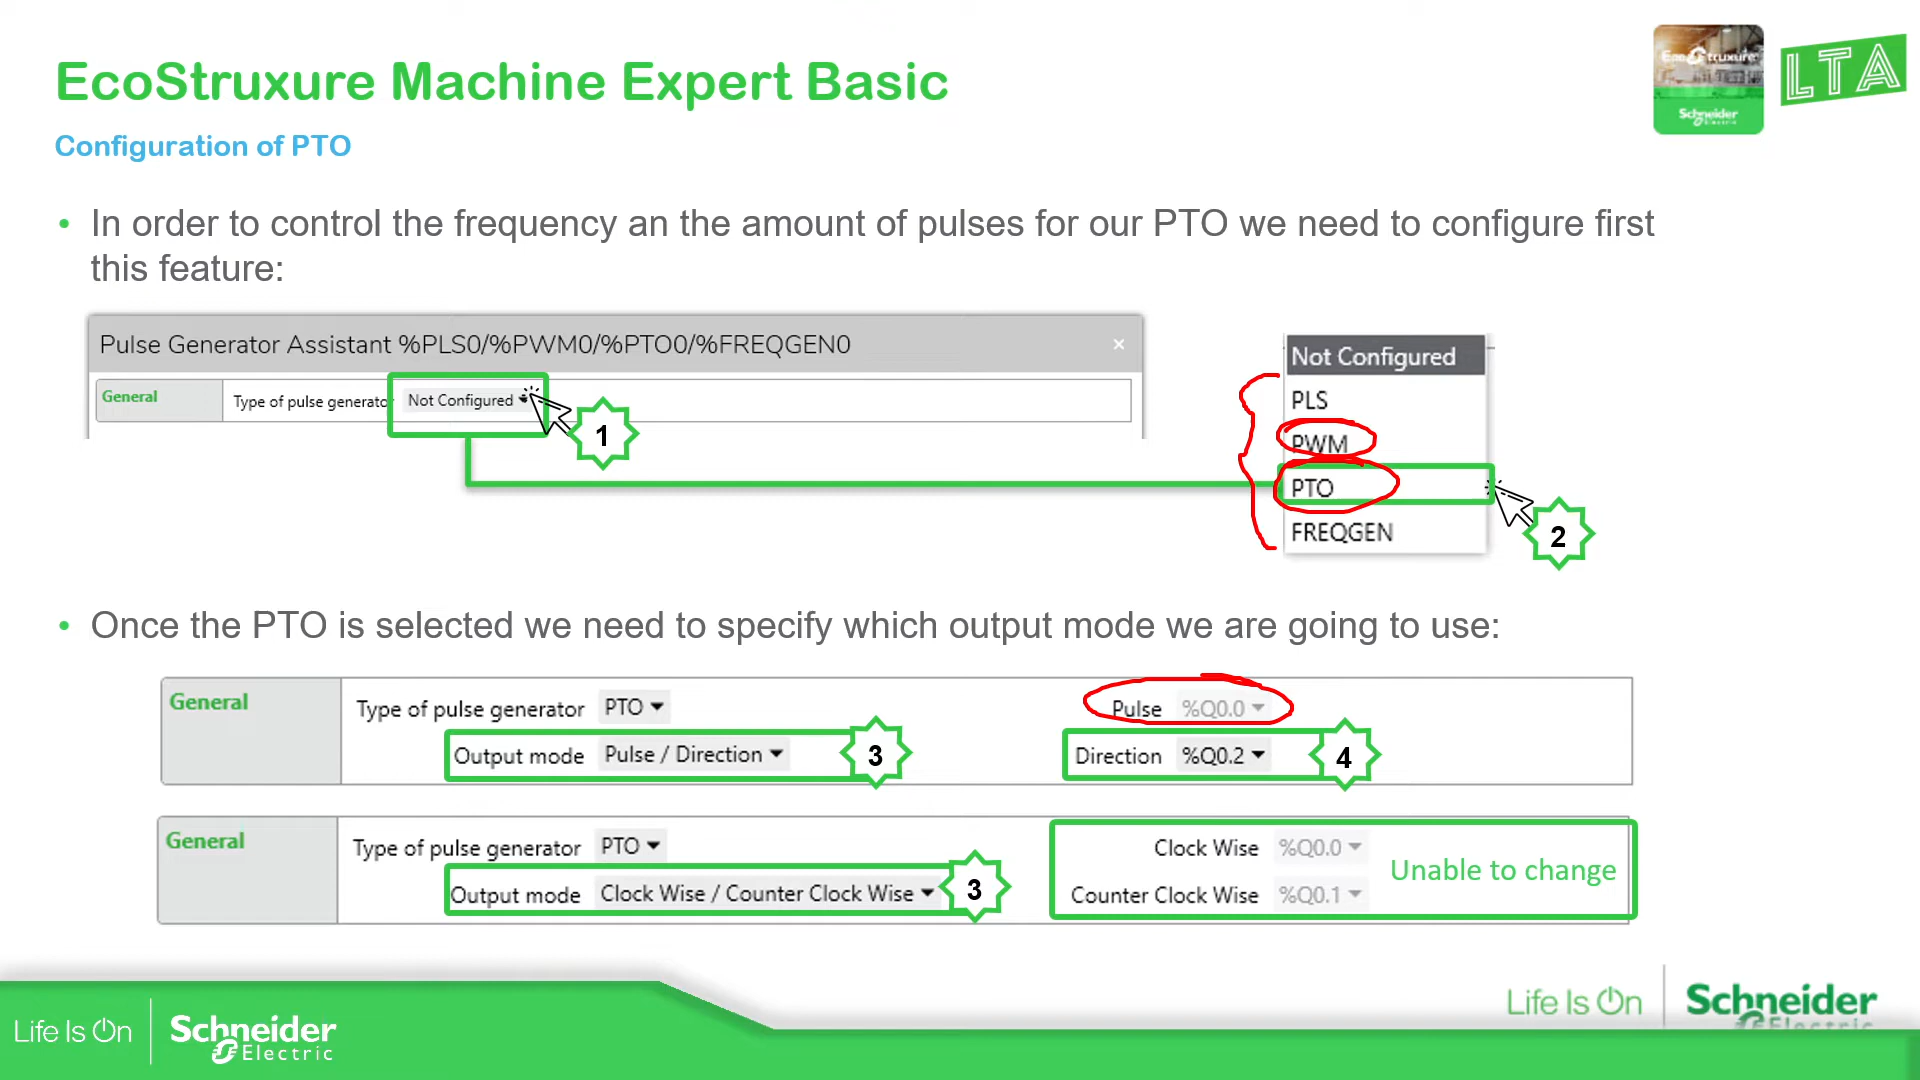 EcoStruxure Machine Expert Basic
EcoStruxure
Schneider
Electric
LTA
Configuration of PTO
• In order to control the frequency an the amount of pulses for our PTO we need to configure first
this feature:
Pulse Generator Assistant %PLS0/%PWM0/%PTO0/%FREQGEN0
×
General
Type of pulse generator
Not Configured
1
Not Configured
PLS
PWM
PTO
FREQGEN
2
• Once the PTO is selected we need to specify which output mode we are going to use:
General
Type of pulse generator PTO
Pulse %Q0.0
Output mode Pulse / Direction
3
Direction %Q0.2
4
General
Type of pulse generator PTO
Clock Wise %Q0.0
Output mode Clock Wise / Counter Clock Wise
3
Counter Clock Wise %Q0.1
Unable to change
Life Is On
Schneider
Electric
Life Is On
Schneider
Electric